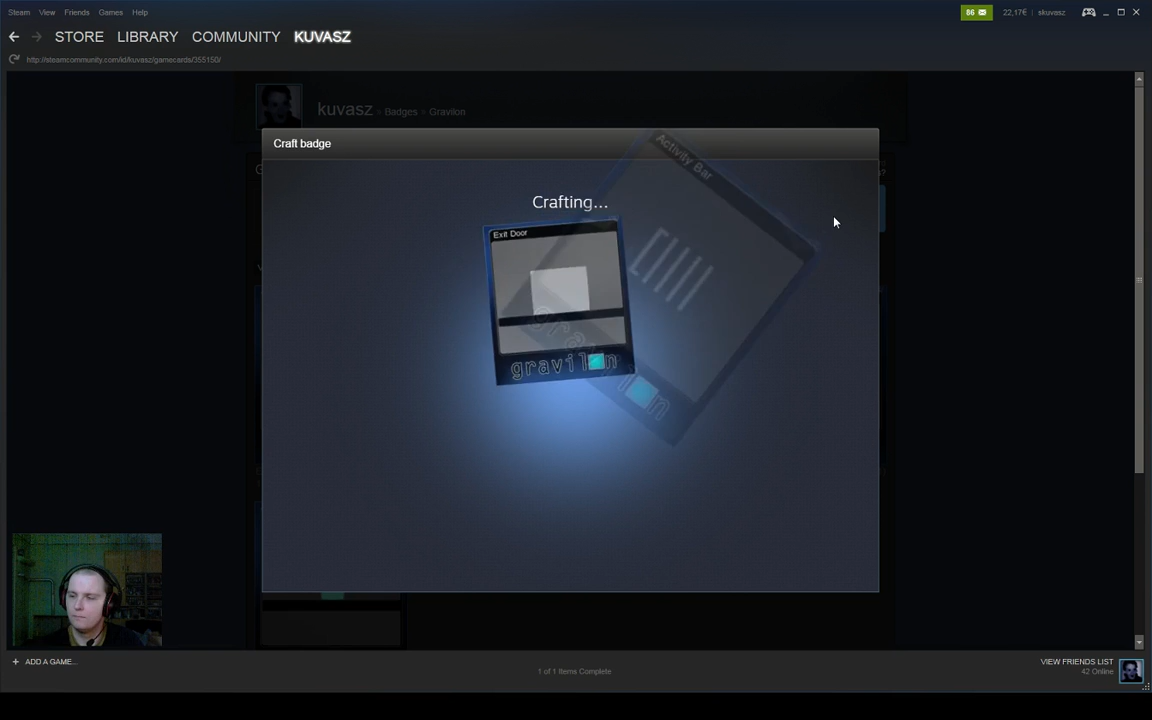 Steam View Friends Games Help
86
22,17€ | skuvasz
STORE LIBRARY COMMUNITY KUVASZ
http://steamcommunity.com/id/kuvasz/gamecards/355150/
kuvasz > Badges > Gravilon
Craft badge
Activity Bar
Crafting...
Exit Door
gravilon
gravilon
+ ADD A GAME...
VIEW FRIENDS LIST
1 of 1 Items Complete
42 Online